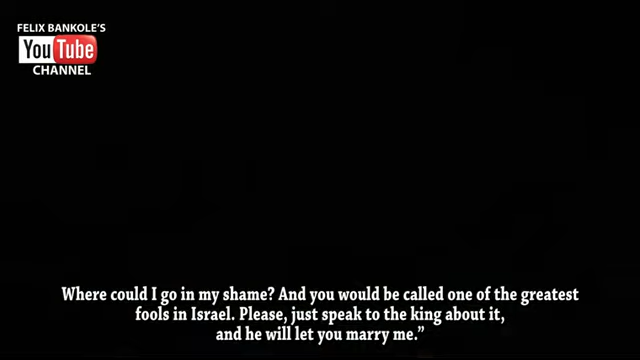 FELIX BANKOLE'S
YouTube
CHANNEL
Where could I go in my shame? And you would be called one of the greatest
fools in Israel. Please, just speak to the king about it,
and he will let you marry me.”